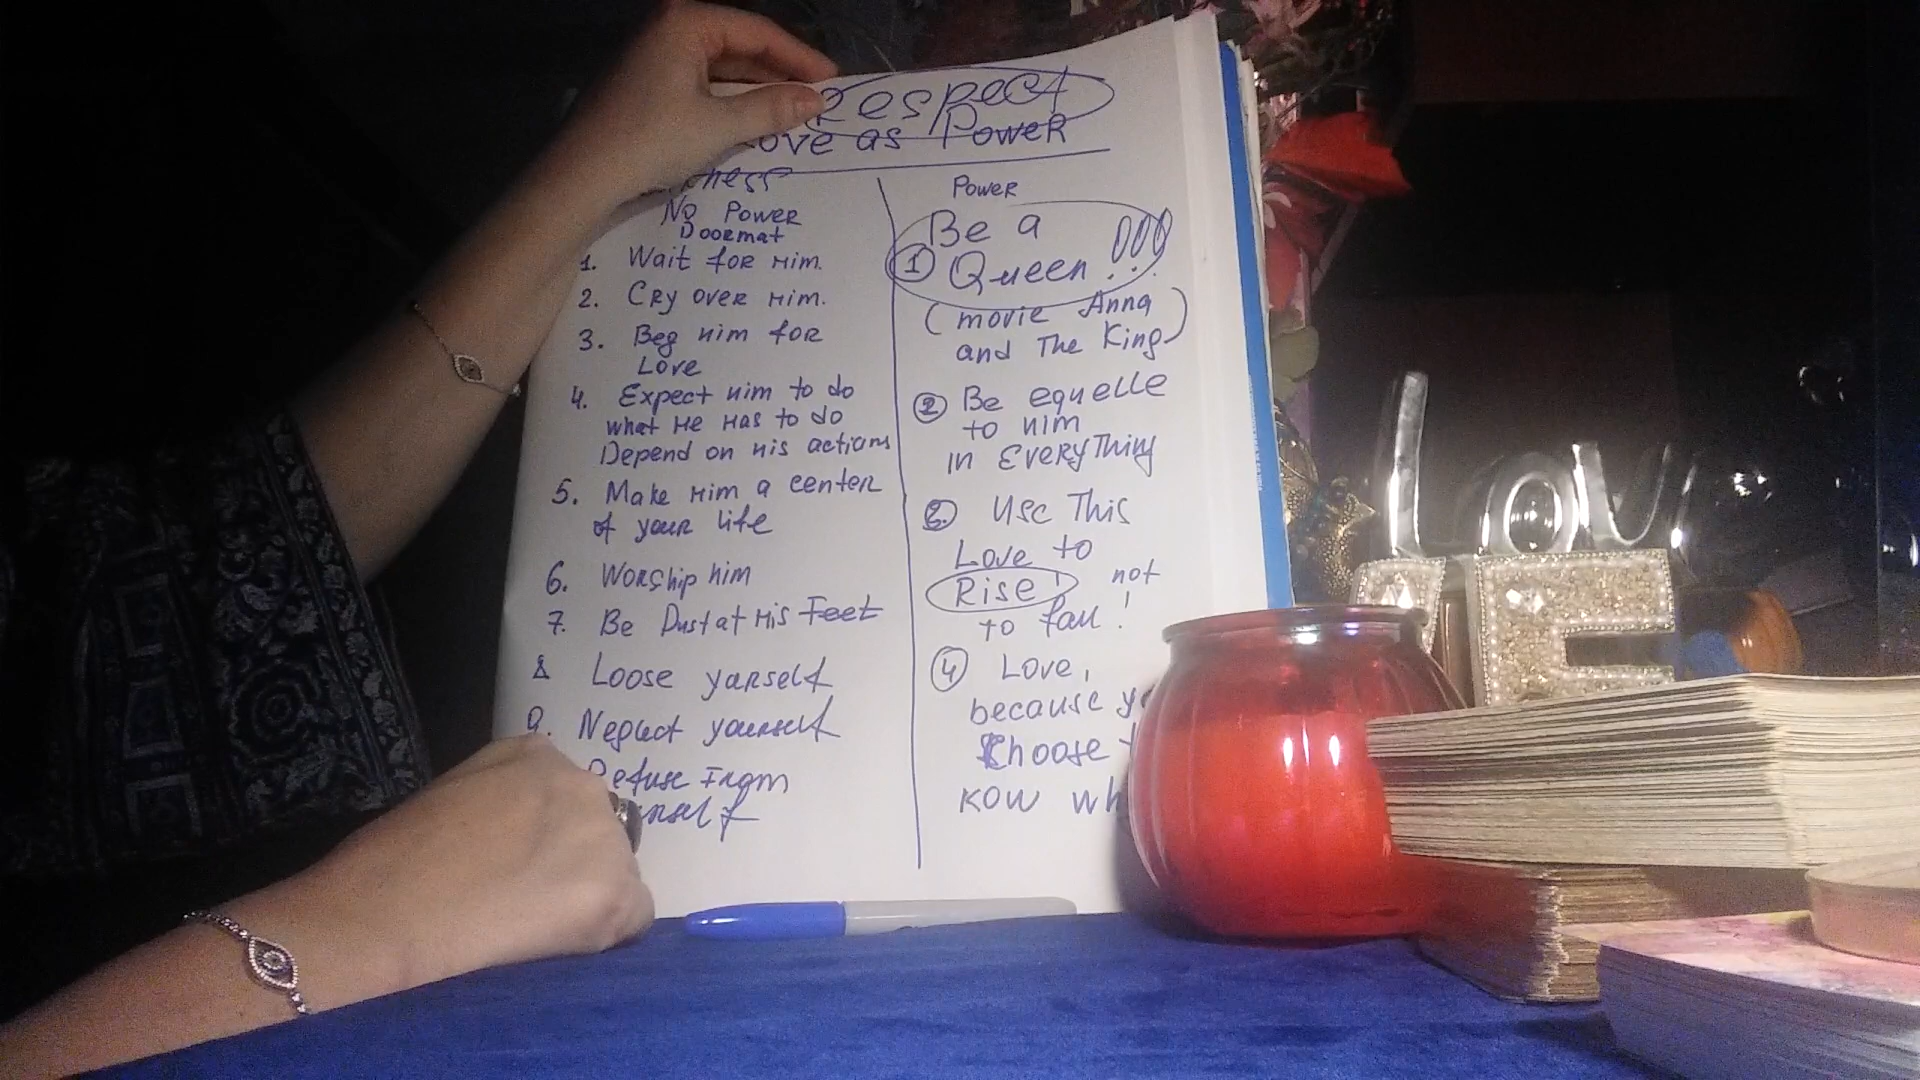 Respect
Love as Power
No Power
Doormat
1. Wait for Him.
2. Cry over Him.
3. Beg him for
Love
4. Expect him to do
what He Has to do
Depend on his actions
5. Make Him a center
of your life
6. Worship him
7. Be Dust at His Feet
8 Loose yarself
9. Neglect yourself
Refuse From
Power
Be a
1 Queen!!!
(movie Anna
and The King)
2 Be equelle
to him
in EVERYThing
3. Use This
Love to
Rise! not
to fall!
4 Love,
because
Choose
know